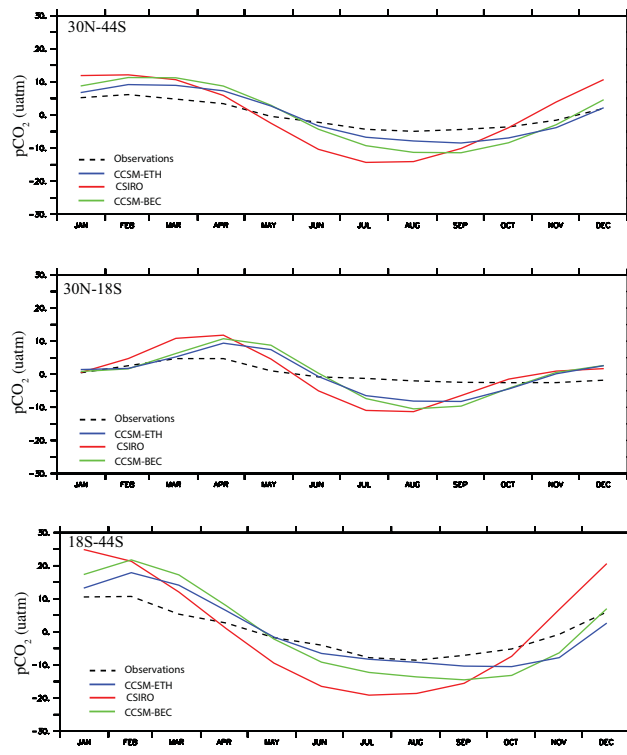 30.
30N-44S
20.
10.
0.
-10.
-20.
-30.
pCO₂ (uatm)
Observations
CCSM-ETH
CSIRO
CCSM-BEC
JAN FEB MAR APR MAY JUN JUL AUG SEP OCT NOV DEC
30.
30N-18S
20.
10.
0.
-10.
-20.
-30.
pCO₂ (uatm)
Observations
CCSM-ETH
CSIRO
CCSM-BEC
JAN FEB MAR APR MAY JUN JUL AUG SEP OCT NOV DEC
30.
18S-44S
20.
10.
0.
-10.
-20.
-30.
pCO₂ (uatm)
Observations
CCSM-ETH
CSIRO
CCSM-BEC
JAN FEB MAR APR MAY JUN JUL AUG SEP OCT NOV DEC